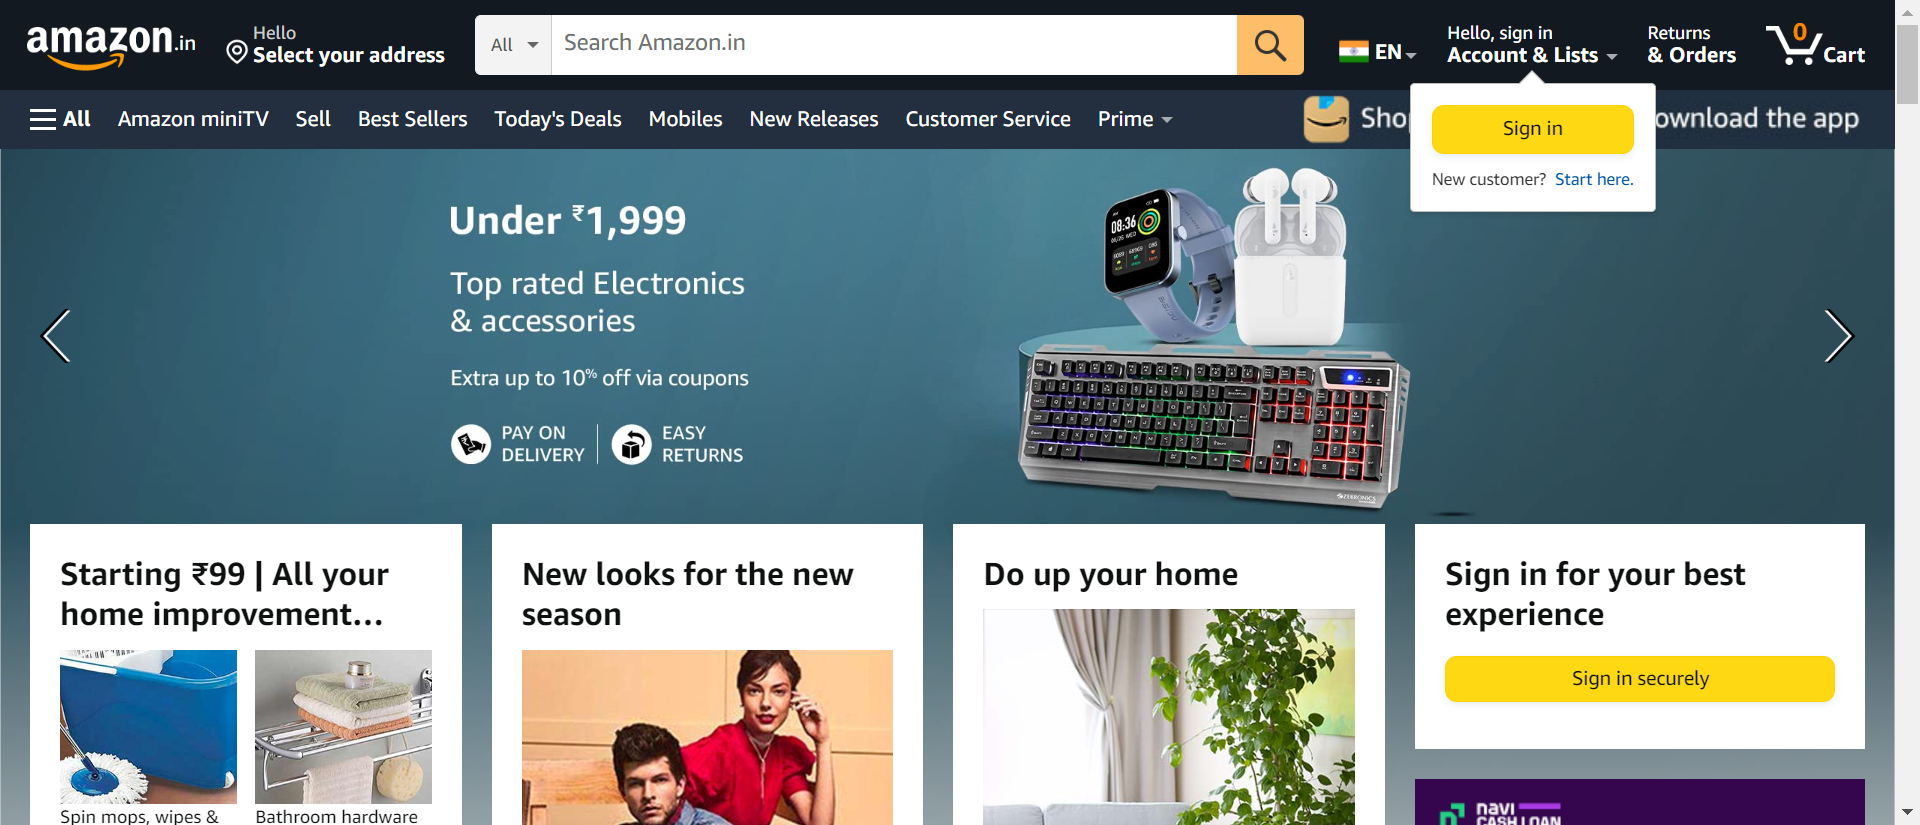 amazon.in
Hello
Select your address
All
Search Amazon.in
EN
Hello, sign in
Account & Lists
Returns
& Orders
0
Cart
All
Amazon miniTV
Sell
Best Sellers
Today's Deals
Mobiles
New Releases
Customer Service
Prime
Sho
ownload the app
Sign in
New customer? Start here.
Under ₹1,999
Top rated Electronics
& accessories
Extra up to 10% off via coupons
PAY ON
DELIVERY
EASY
RETURNS
08:36
ZEBRONICS
Starting ₹99 | All your
home improvement...
Spin mops, wipes &
Bathroom hardware
New looks for the new
season
Do up your home
Sign in for your best
experience
Sign in securely
navi
CASH LOAN